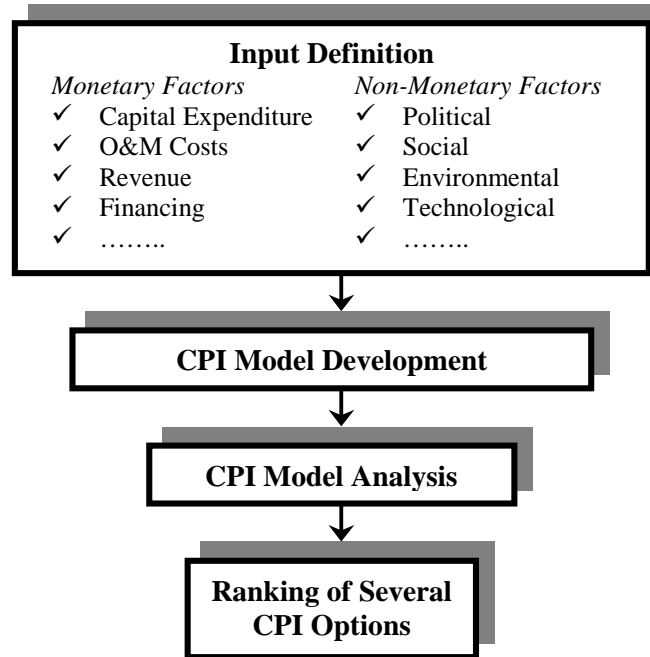 Input Definition
Monetary Factors
✓ Capital Expenditure
✓ O&M Costs
✓ Revenue
✓ Financing
✓ ……..
Non-Monetary Factors
✓ Political
✓ Social
✓ Environmental
✓ Technological
✓ ……..
CPI Model Development
CPI Model Analysis
Ranking of Several
CPI Options